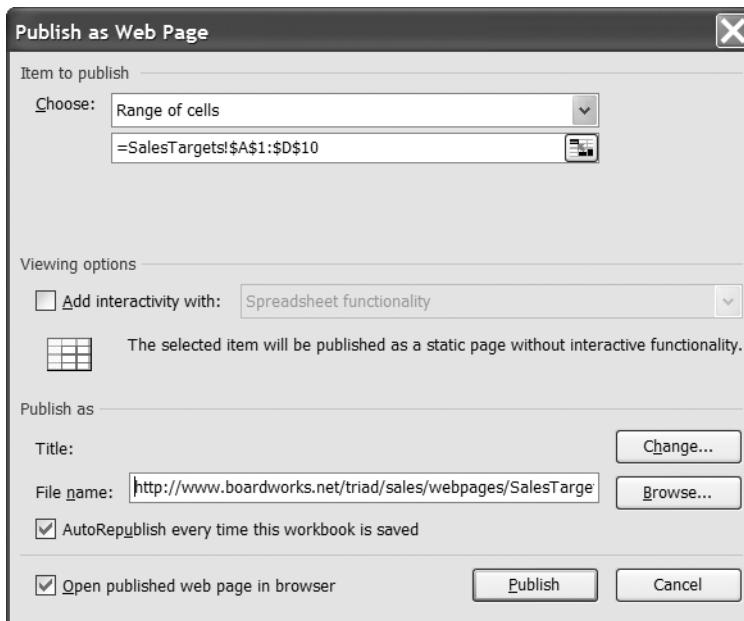 Publish as Web Page
Item to publish
Choose: Range of cells
=SalesTargets!$A$1:$D$10
Viewing options
Add interactivity with: Spreadsheet functionality
The selected item will be published as a static page without interactive functionality.
Publish as
Title: Change...
File name: http://www.boardworks.net/triad/sales/webpages/SalesTarge Browse...
AutoRepublish every time this workbook is saved
Open published web page in browser Publish Cancel